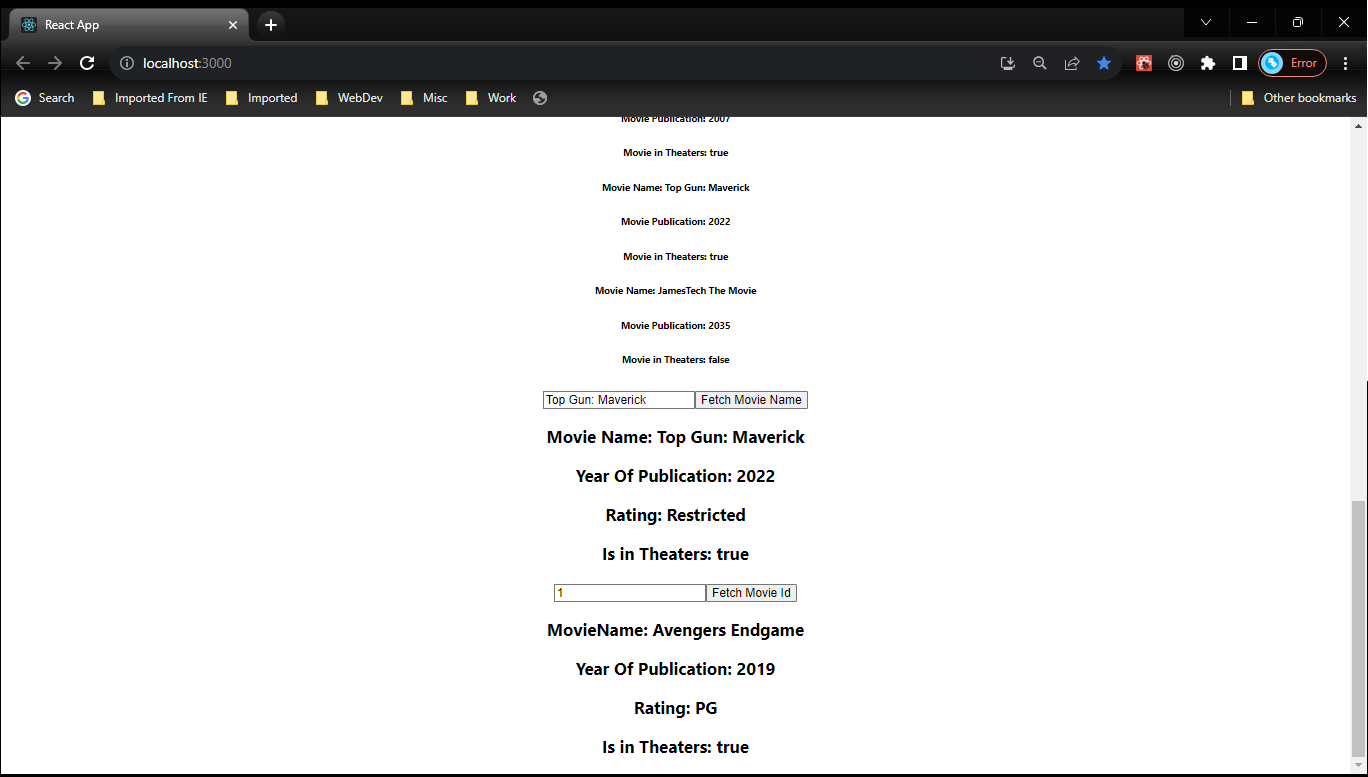 React App
localhost:3000
Error
Search Imported From IE Imported WebDev Misc Work Other bookmarks
Movie Publication: 2007
Movie in Theaters: true
Movie Name: Top Gun: Maverick
Movie Publication: 2022
Movie in Theaters: true
Movie Name: JamesTech The Movie
Movie Publication: 2035
Movie in Theaters: false
Top Gun: Maverick Fetch Movie Name
Movie Name: Top Gun: Maverick
Year Of Publication: 2022
Rating: Restricted
Is in Theaters: true
1 Fetch Movie Id
MovieName: Avengers Endgame
Year Of Publication: 2019
Rating: PG
Is in Theaters: true